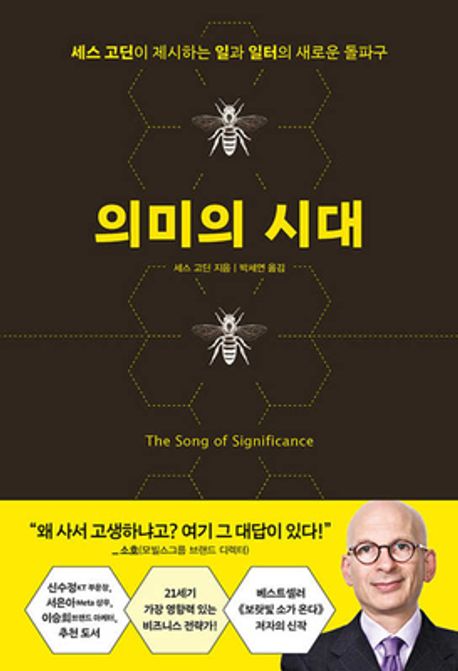 세스 고딘이 제시하는 일과 일터의 새로운 돌파구
의미의 시대
세스 고딘 지음 | 박세연 옮김
The Song of Significance
“왜 사서 고생하냐고? 여기 그 대답이 있다!”
_소호(모빌스그룹 브랜드 디렉터)
신수정KT 부문장,
서은아Meta 상무,
이승희브랜드 마케터,
추천 도서
21세기
가장 영향력 있는
비즈니스 전략가!
베스트셀러
《보랏빛 소가 온다》
저자의 신작